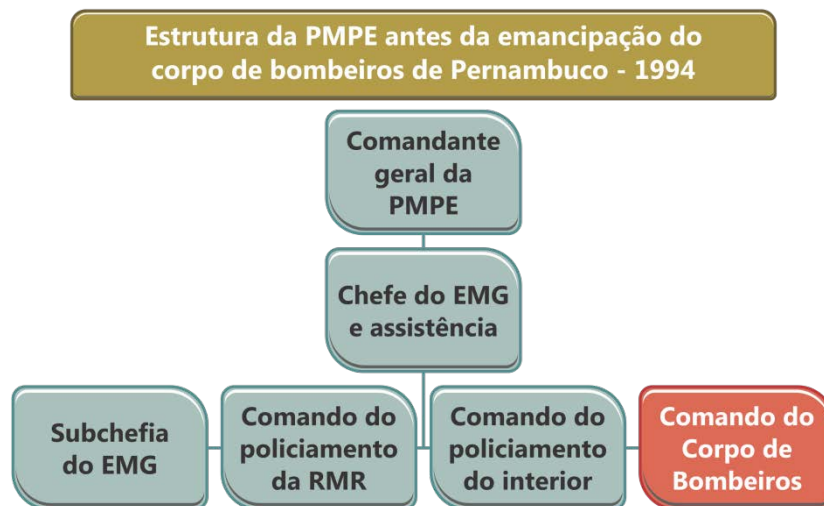 Estrutura da PMPE antes da emancipação do
corpo de bombeiros de Pernambuco - 1994
Comandante
geral da
PMPE
Chefe do EMG
e assistência
Subchefia
do EMG
Comando do
policiamento
da RMR
Comando do
policiamento
do interior
Comando do
Corpo de
Bombeiros